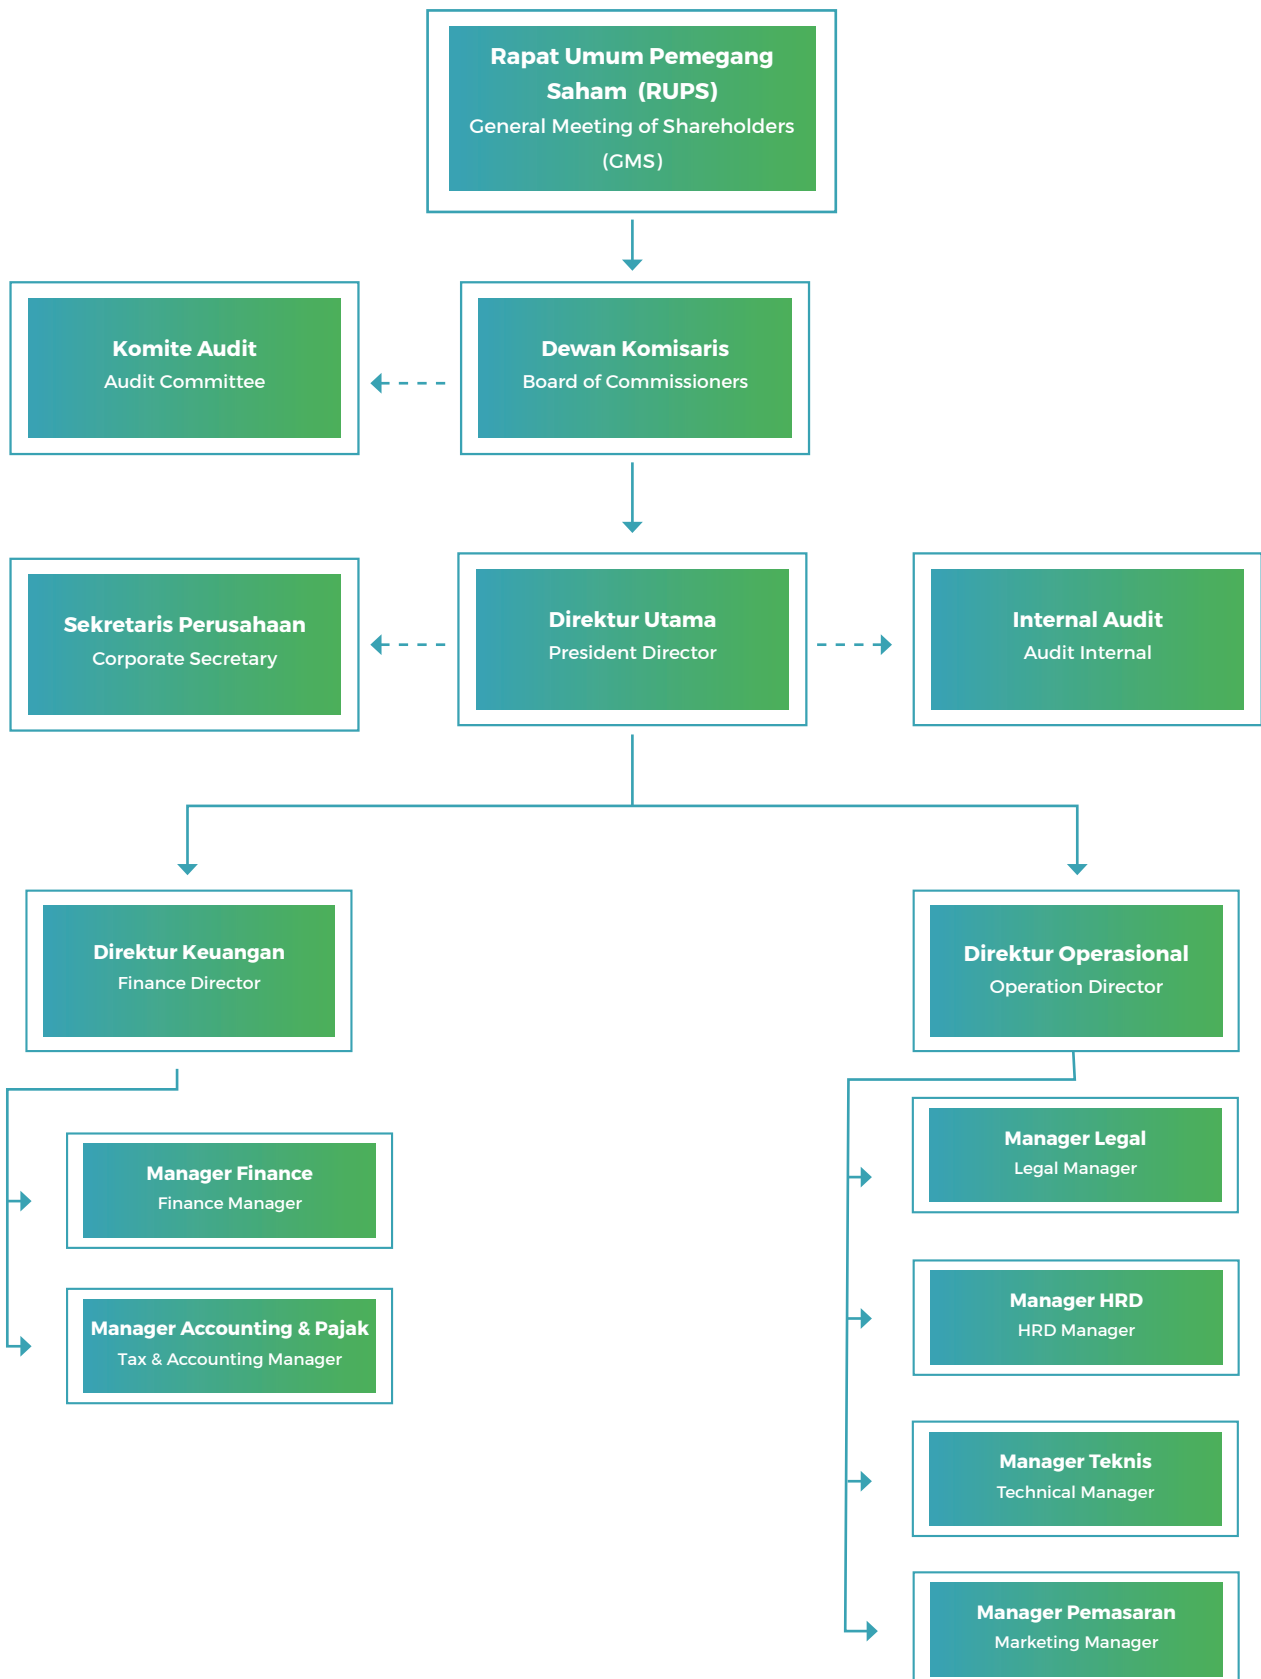 Rapat Umum Pemegang
Saham (RUPS)
General Meeting of Shareholders
(GMS)
Komite Audit
Audit Committee
Dewan Komisaris
Board of Commissioners
Sekretaris Perusahaan
Corporate Secretary
Direktur Utama
President Director
Internal Audit
Audit Internal
Direktur Keuangan
Finance Director
Direktur Operasional
Operation Director
Manager Finance
Finance Manager
Manager Accounting & Pajak
Tax & Accounting Manager
Manager Legal
Legal Manager
Manager HRD
HRD Manager
Manager Teknis
Technical Manager
Manager Pemasaran
Marketing Manager